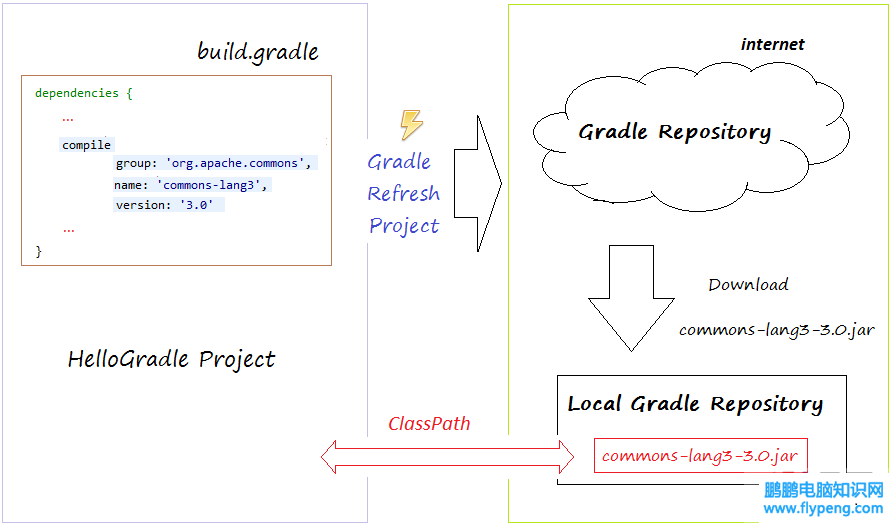 build.gradle
dependencies {
...
compile
group: 'org.apache.commons',
name: 'commons-lang3',
version: '3.0'
...
}
HelloGradle Project
Gradle
Refresh
Project
ClassPath
internet
Gradle Repository
Download
commons-lang3-3.0.jar
Local Gradle Repository
commons-lang3-3.0.jar
鹏鹏电脑知识网
www.flypeng.com